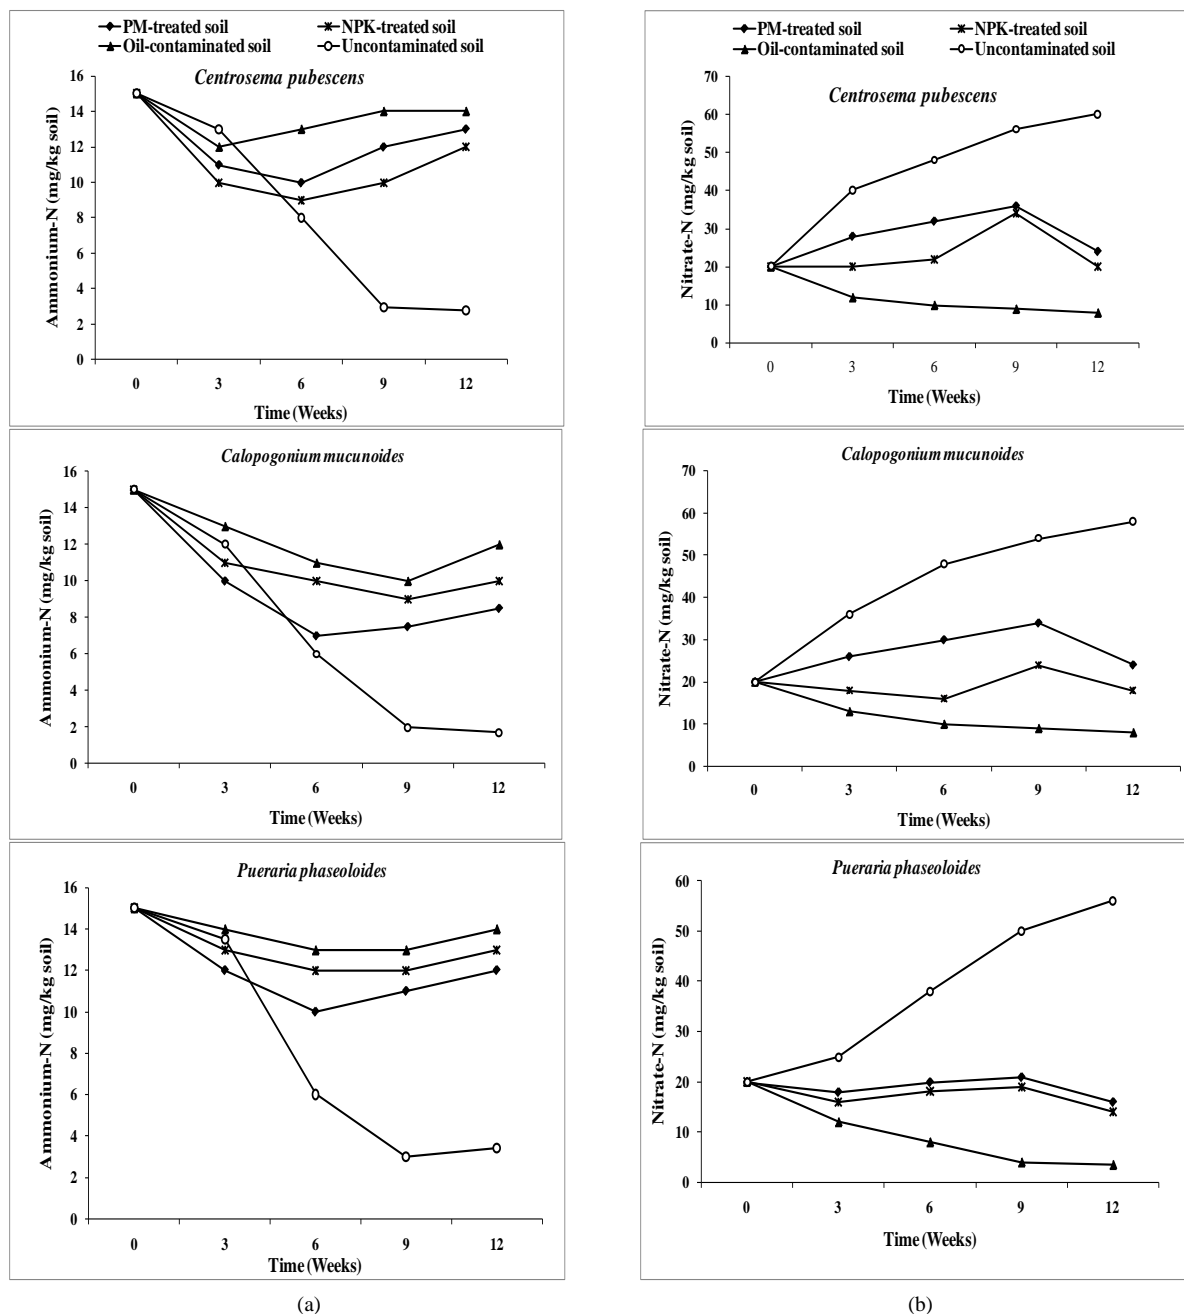 PM-treated soil NPK-treated soil
Oil-contaminated soil Uncontaminated soil
Centrosema pubescens
Ammonium-N (mg/kg soil)
16
14
12
10
8
6
4
2
0
0 3 6 9 12
Time (Weeks)
Calopogonium mucunoides
Ammonium-N (mg/kg soil)
16
14
12
10
8
6
4
2
0
0 3 6 9 12
Time (Weeks)
Pueraria phaseoloides
Ammonium-N (mg/kg soil)
16
14
12
10
8
6
4
2
0
0 3 6 9 12
Time (Weeks)
(a)
PM-treated soil NPK-treated soil
Oil-contaminated soil Uncontaminated soil
Centrosema pubescens
Nitrate-N (mg/kg soil)
70
60
50
40
30
20
10
0
0 3 6 9 12
Time (Weeks)
Calopogonium mucunoides
Nitrate-N (mg/kg soil)
70
60
50
40
30
20
10
0
0 3 6 9 12
Time (Weeks)
Pueraria phaseoloides
Nitrate-N (mg/kg soil)
60
50
40
30
20
10
0
0 3 6 9 12
Time (Weeks)
(b)